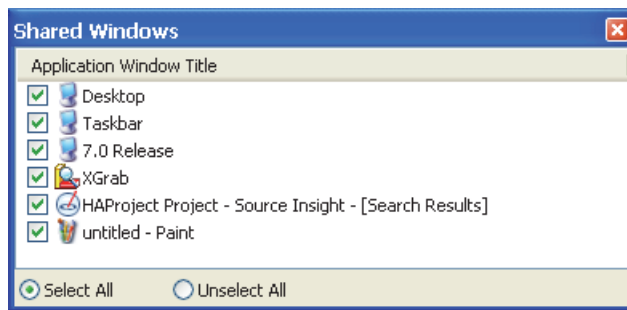 Shared Windows
Application Window Title
Desktop
Taskbar
7.0 Release
XGrab
HAProject Project - Source Insight - [Search Results]
untitled - Paint
Select All Unselect All